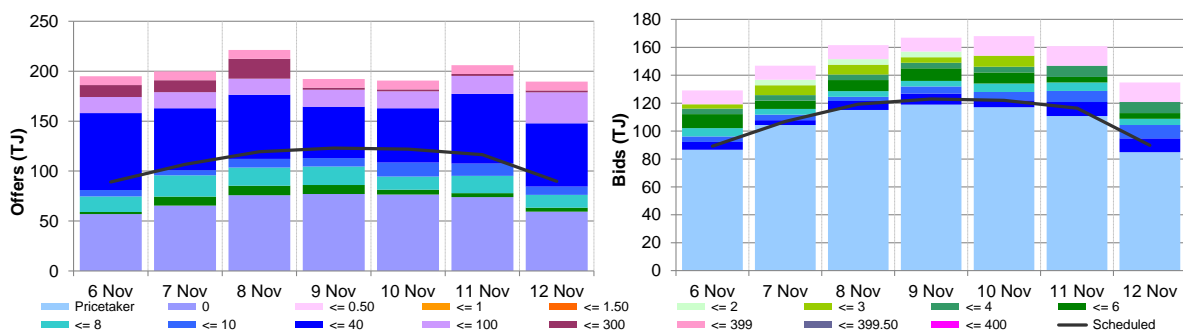 Offers (TJ)
250
200
150
100
50
0
6 Nov 7 Nov 8 Nov 9 Nov 10 Nov 11 Nov 12 Nov
Bids (TJ)
180
160
140
120
100
80
60
40
20
0
6 Nov 7 Nov 8 Nov 9 Nov 10 Nov 11 Nov 12 Nov
Pricetaker 0 <= 0.50 <= 1 <= 1.50 <= 2 <= 3 <= 4 <= 6
<= 8 <= 10 <= 40 <= 100 <= 300 <= 399 <= 399.50 <= 400 Scheduled